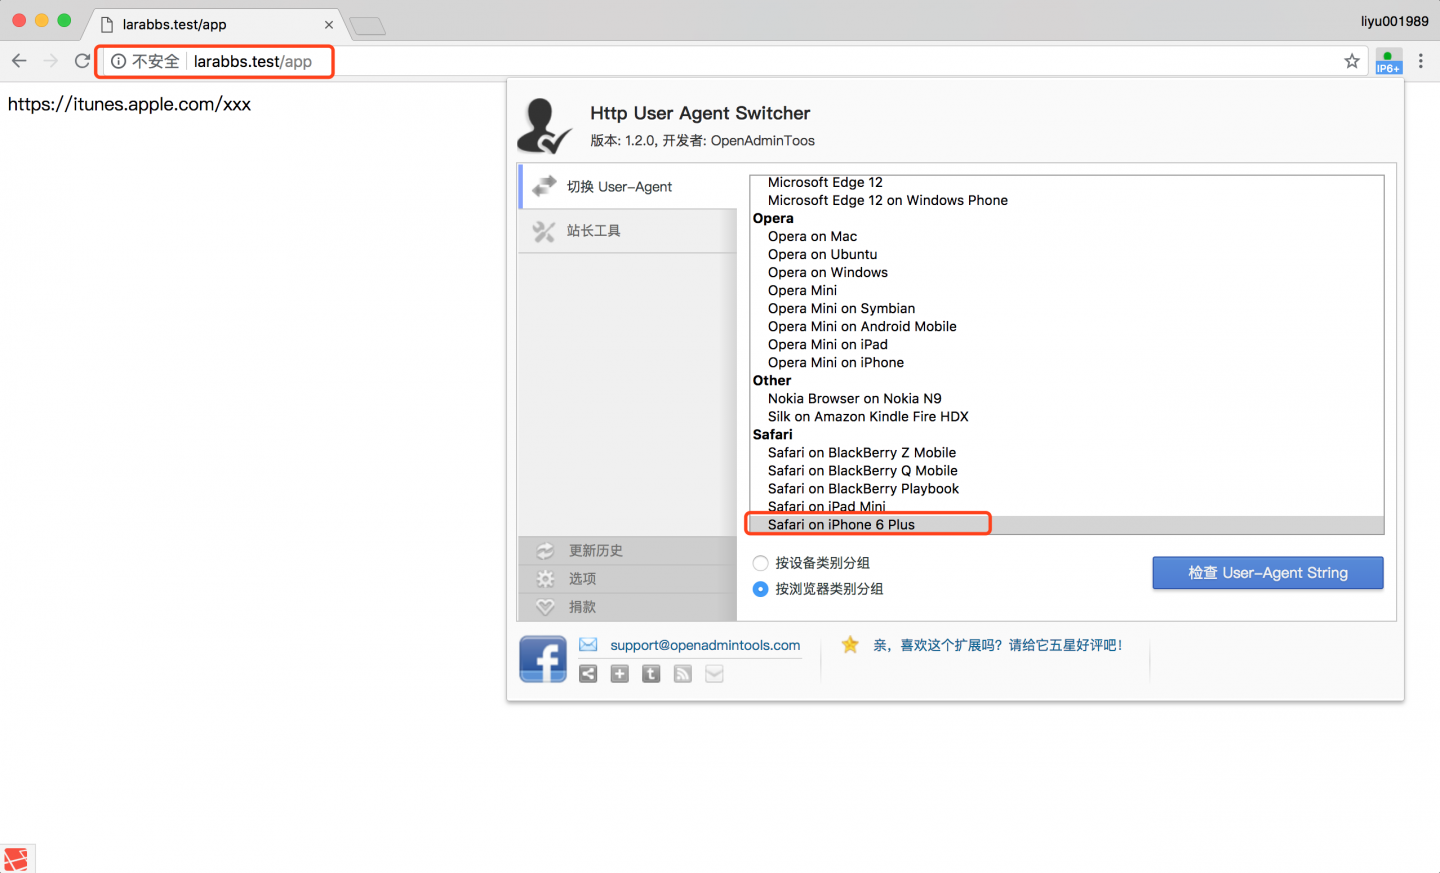 larabbs.test/app
liyu001989
不安全 larabbs.test/app
IP6+
https://itunes.apple.com/xxx
Http User Agent Switcher
版本: 1.2.0, 开发者: OpenAdminToos
切换 User-Agent
站长工具
Microsoft Edge 12
Microsoft Edge 12 on Windows Phone
Opera
Opera on Mac
Opera on Ubuntu
Opera on Windows
Opera Mini
Opera Mini on Symbian
Opera Mini on Android Mobile
Opera Mini on iPad
Opera Mini on iPhone
Other
Nokia Browser on Nokia N9
Silk on Amazon Kindle Fire HDX
Safari
Safari on BlackBerry Z Mobile
Safari on BlackBerry Q Mobile
Safari on BlackBerry Playbook
Safari on iPad Mini
Safari on iPhone 6 Plus
更新历史
选项
捐款
按设备类别分组
按浏览器类别分组
检查 User-Agent String
support@openadmintools.com
亲，喜欢这个扩展吗？请给它五星好评吧！